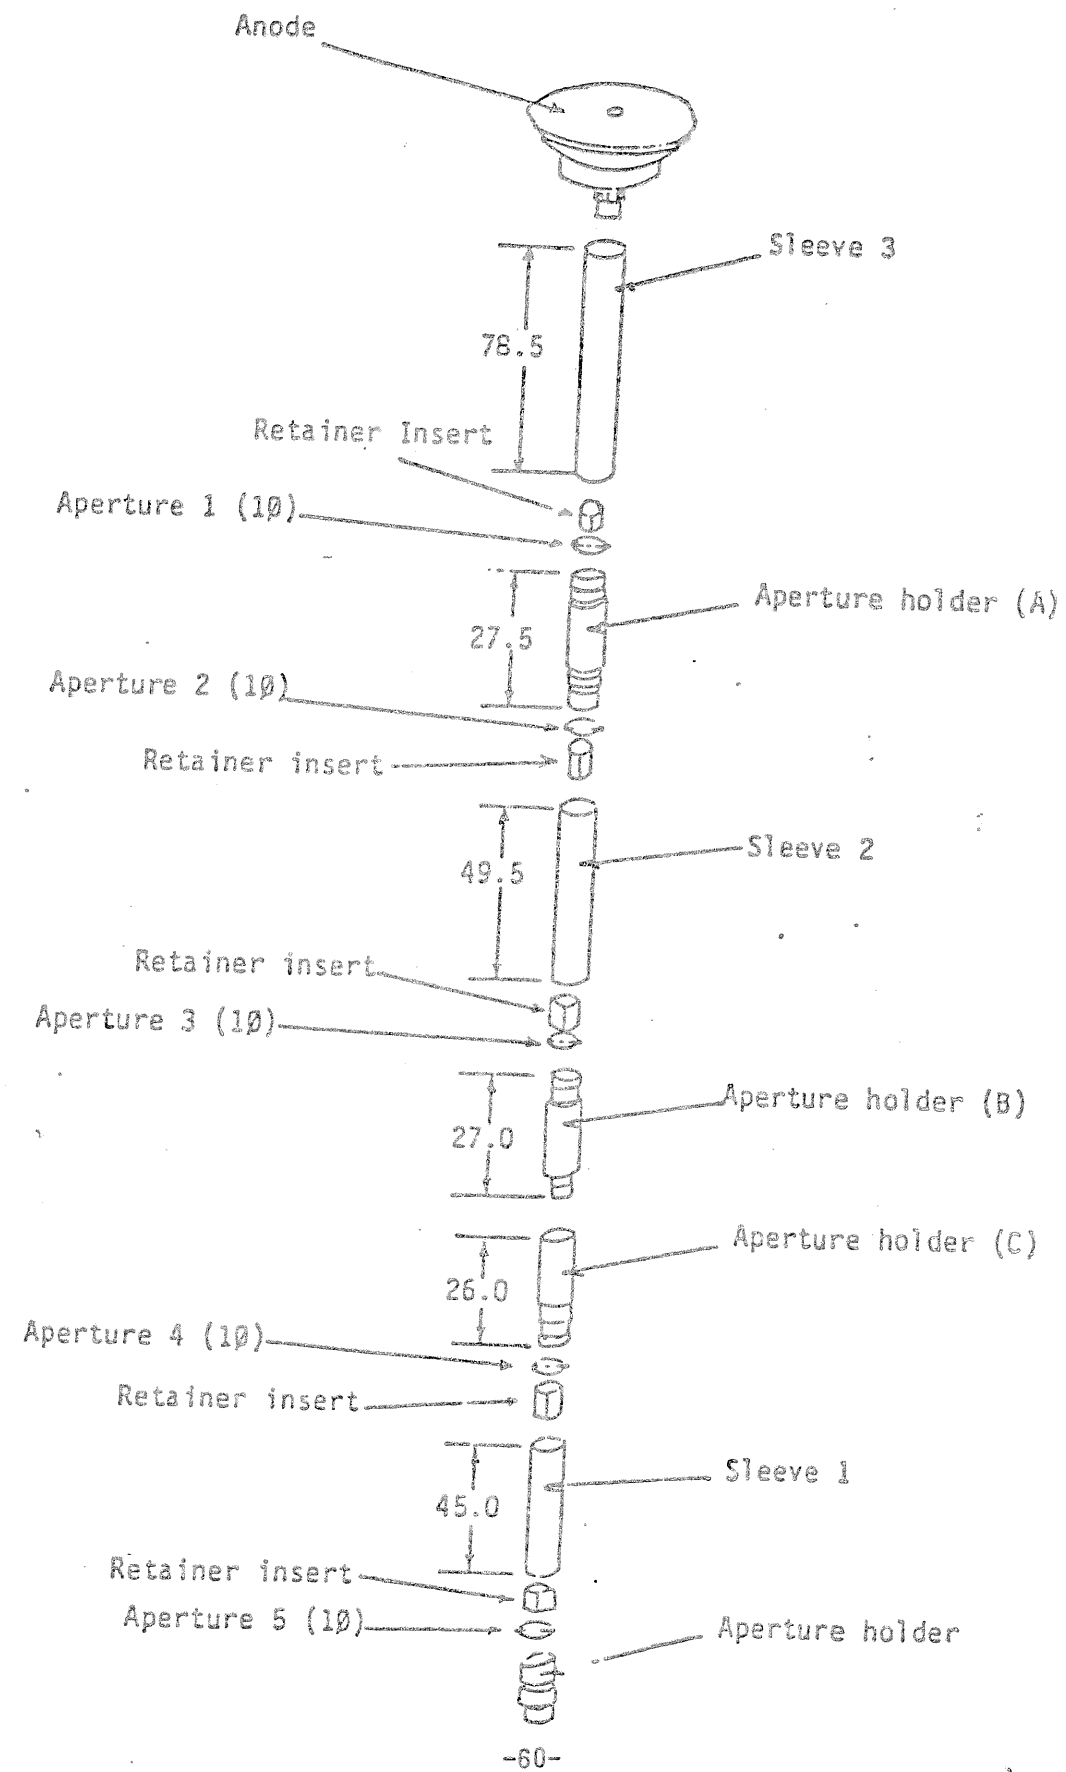 Anode
Sleeve 3
78.5
Retainer Insert
Aperture 1 (1Ø)
Aperture holder (A)
27.5
Aperture 2 (1Ø)
Retainer insert
Sleeve 2
49.5
Retainer insert
Aperture 3 (1Ø)
Aperture holder (B)
27.0
Aperture holder (C)
26.0
Aperture 4 (1Ø)
Retainer insert
Sleeve 1
45.0
Retainer insert
Aperture 5 (1Ø)
Aperture holder
-60-